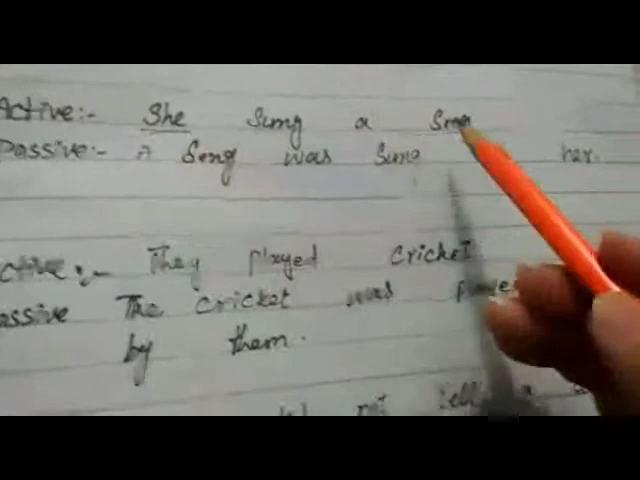 Active:- She Sung a Song
Passive:- A Song was Sung her.
Active:- They played cricket
Passive The cricket was played
by them.
not